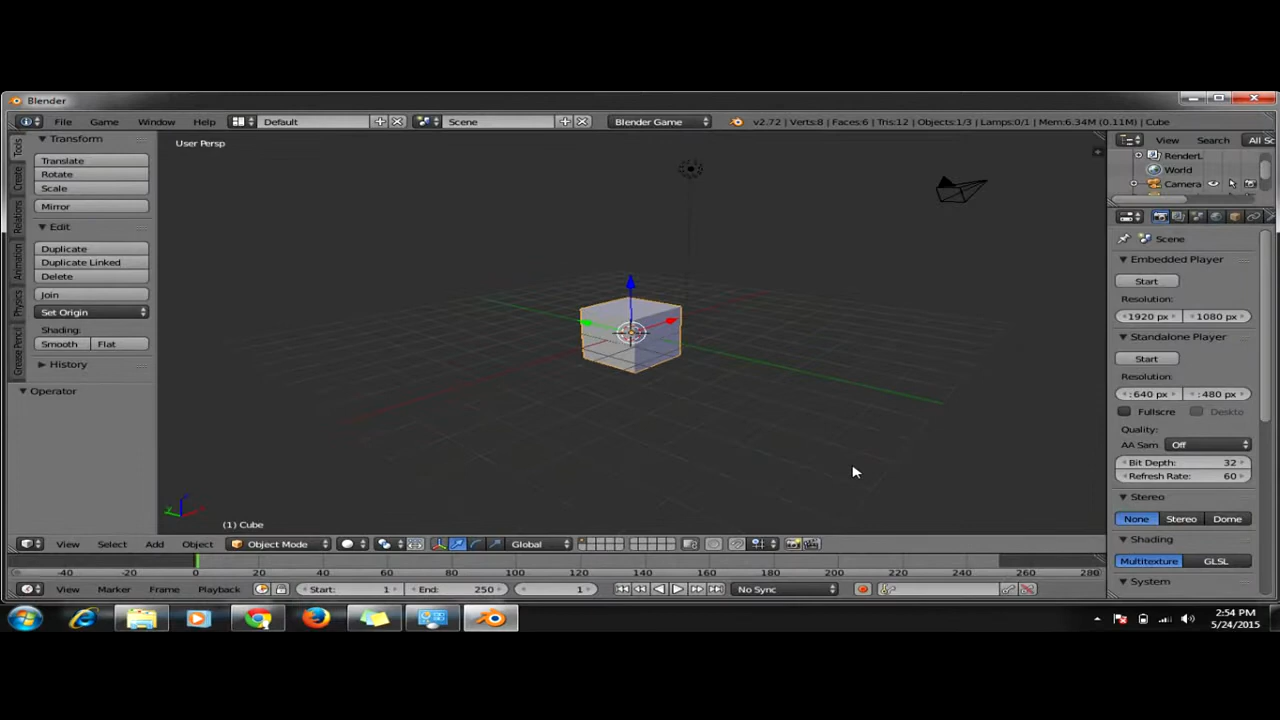 Blender
File Game Window Help Default Scene Blender Game v2.72 | Verts:8 | Faces:6 | Tris:12 | Objects:1/3 | Lamps:0/1 | Mem:6.34M (0.11M) | Cube
Tools
Create
Relations
Animation
Physics
Grease Pencil
Transform
Translate
Rotate
Scale
Mirror
Edit
Duplicate
Duplicate Linked
Delete
Join
Set Origin
Shading:
Smooth Flat
History
Operator
User Persp
(1) Cube
View Select Add Object Object Mode Global
View Search All Sc
RenderL
World
Camera
Scene
Embedded Player
Start
Resolution:
1920 px 1080 px
Standalone Player
Start
Resolution:
:640 px :480 px
Fullscre Deskto
Quality:
AA Sam Off
Bit Depth: 32
Refresh Rate: 60
Stereo
None Stereo Dome
Shading
Multitexture GLSL
System
-40 -20 0 20 40 60 80 100 120 140 160 180 200 220 240 260 280
View Marker Frame Playback Start: 1 End: 250 1 No Sync
2:54 PM
5/24/2015